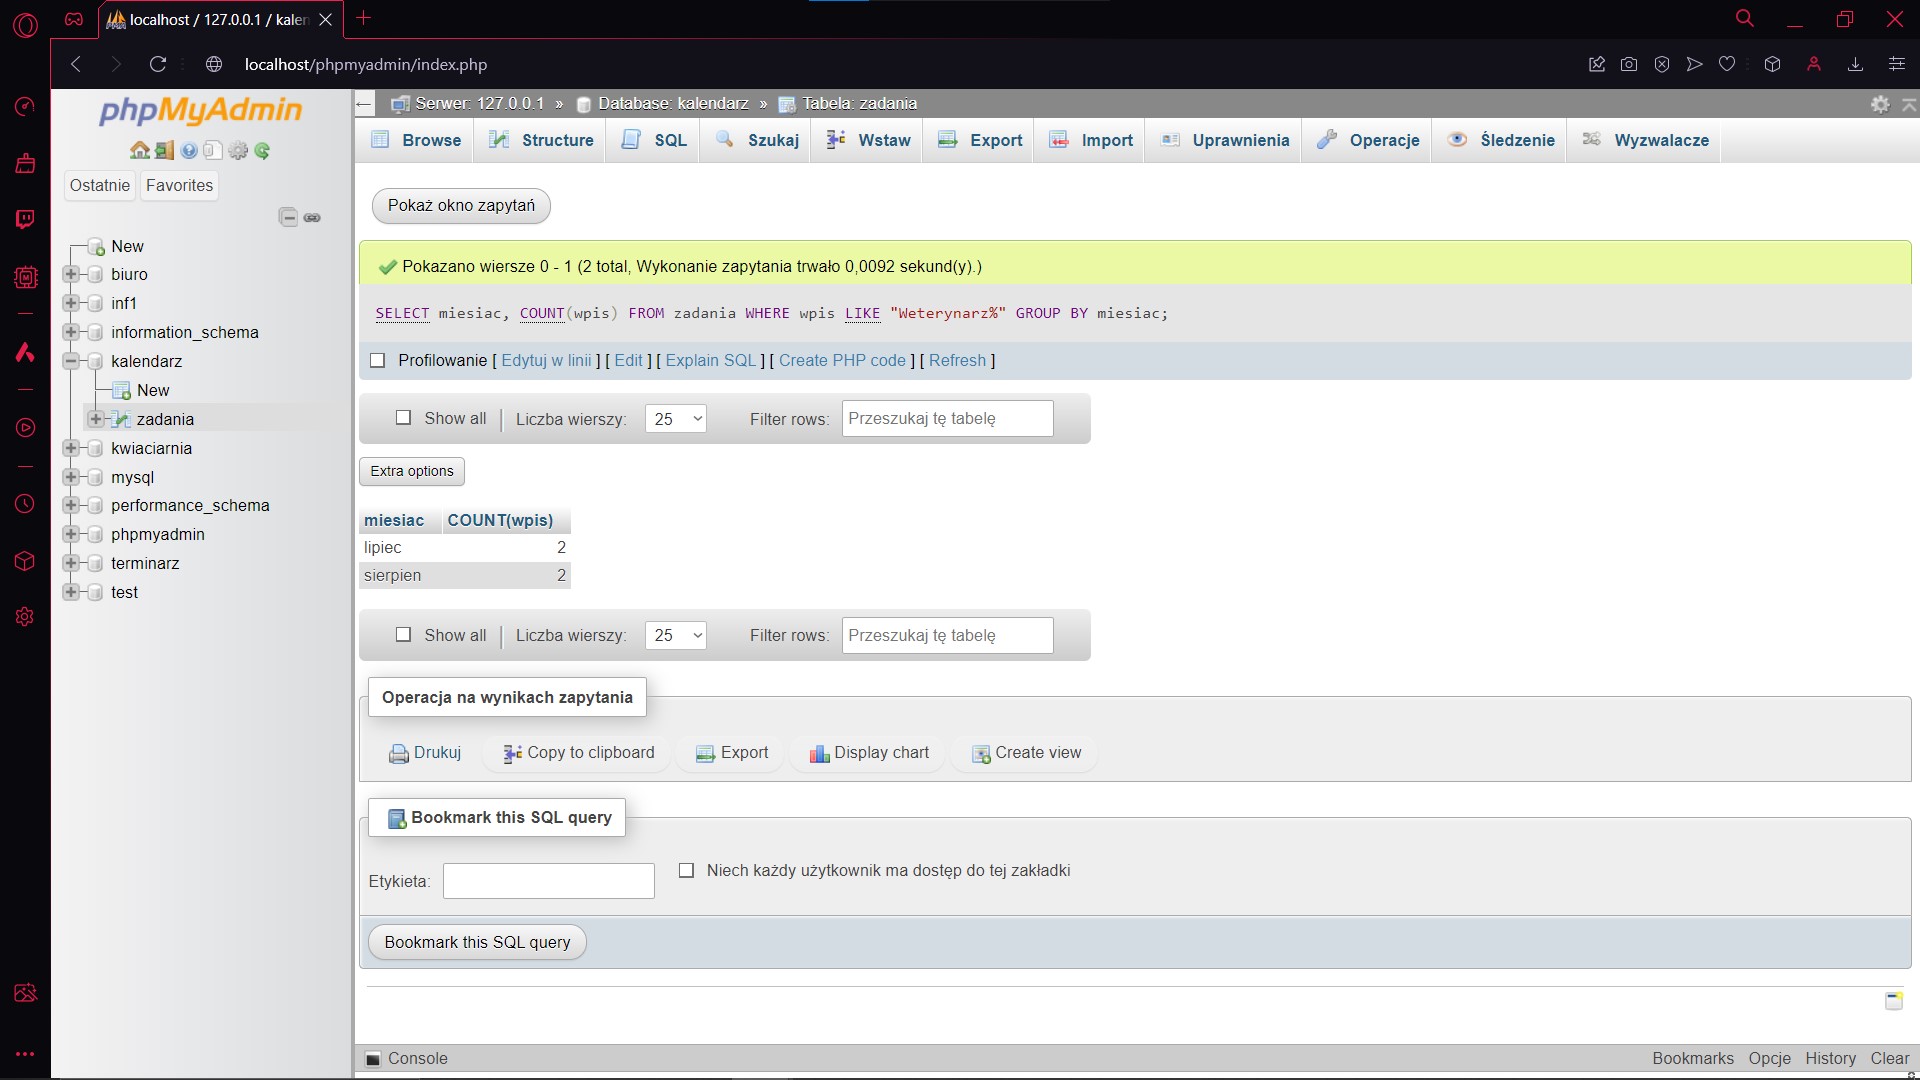 localhost / 127.0.0.1 / kalen
localhost/phpmyadmin/index.php
phpMyAdmin
Ostatnie
Favorites
New
biuro
inf1
information_schema
kalendarz
New
zadania
kwiaciarnia
mysql
performance_schema
phpmyadmin
terminarz
test
Serwer: 127.0.0.1 » Database: kalendarz » Tabela: zadania
Browse Structure SQL Szukaj Wstaw Export Import Uprawnienia Operacje Śledzenie Wyzwalacze
Pokaż okno zapytań
Pokazano wiersze 0 - 1 (2 total, Wykonanie zapytania trwało 0,0092 sekund(y).)
SELECT miesiac, COUNT(wpis) FROM zadania WHERE wpis LIKE "Weterynarz%" GROUP BY miesiac;
Profilowanie [ Edytuj w linii ] [ Edit ] [ Explain SQL ] [ Create PHP code ] [ Refresh ]
Show all Liczba wierszy: 25 Filter rows: Przeszukaj tę tabelę
Extra options
miesiac COUNT(wpis)
lipiec 2
sierpien 2
Show all Liczba wierszy: 25 Filter rows: Przeszukaj tę tabelę
Operacja na wynikach zapytania
Drukuj Copy to clipboard Export Display chart Create view
Bookmark this SQL query
Etykieta: Niech każdy użytkownik ma dostęp do tej zakładki
Bookmark this SQL query
Console Bookmarks Opcje History Clear